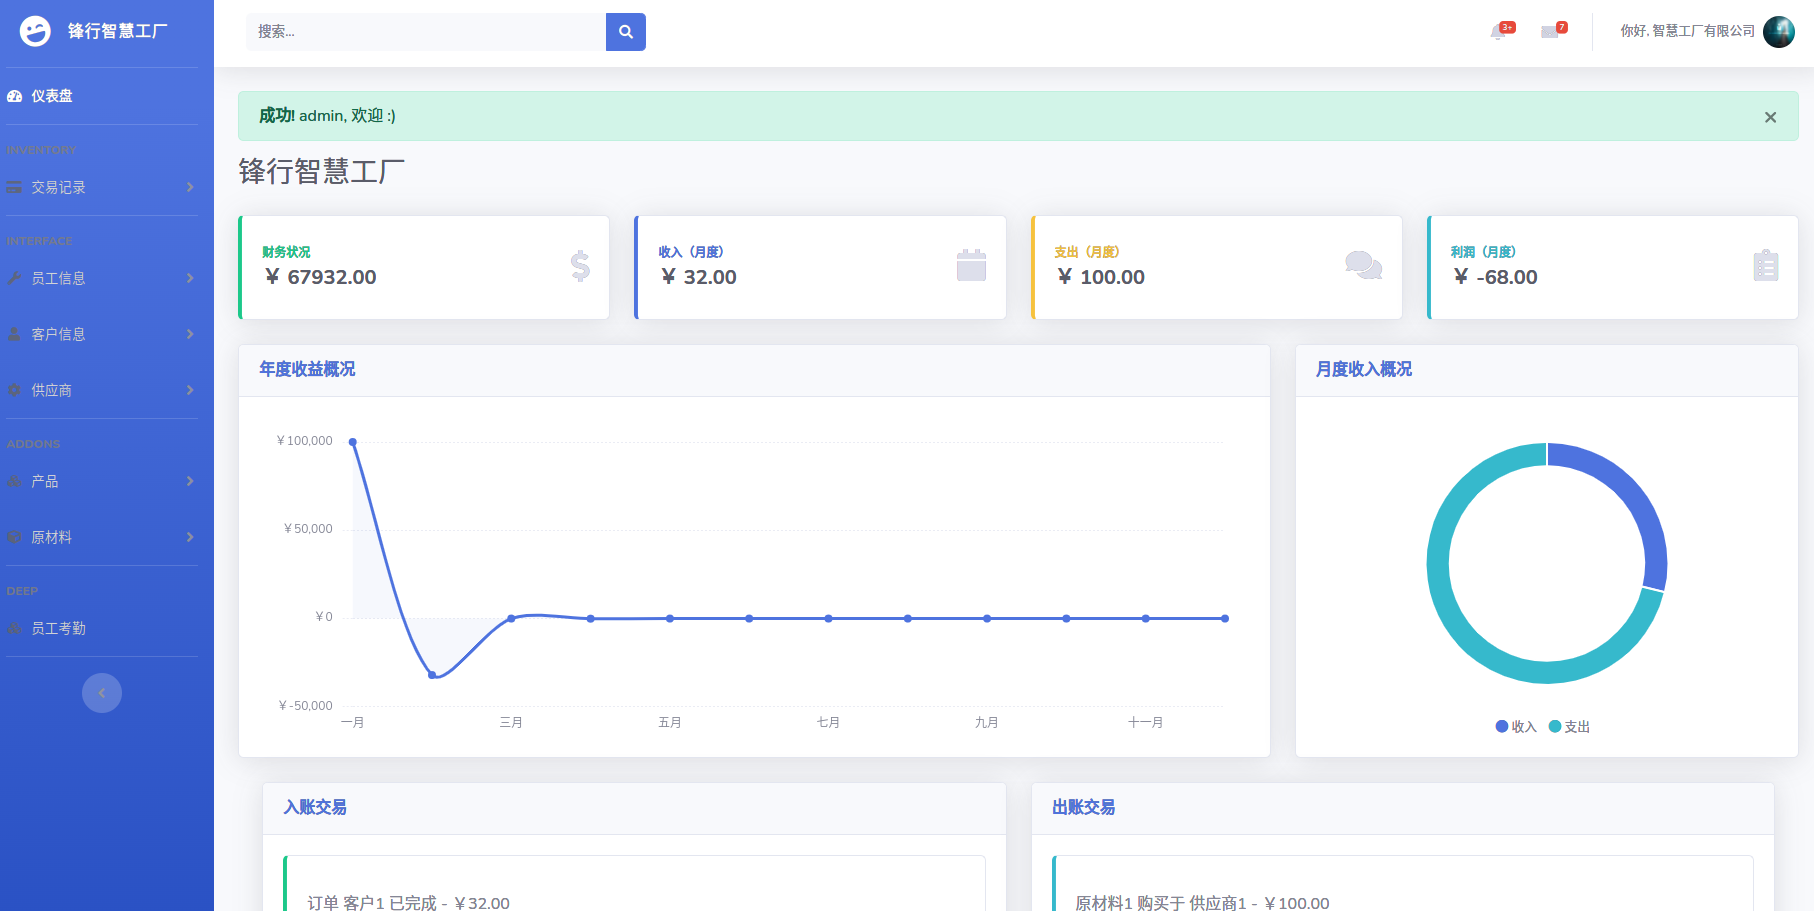 锋行智慧工厂
搜索...
3+
7
你好, 智慧工厂有限公司
仪表盘
INVENTORY
交易记录
INTERFACE
员工信息
客户信息
供应商
ADDONS
产品
原材料
DEEP
员工考勤
成功! admin, 欢迎 :)
锋行智慧工厂
财务状况
¥ 67932.00
收入（月度）
¥ 32.00
支出（月度）
¥ 100.00
利润（月度）
¥ -68.00
年度收益概况
¥100,000
¥50,000
¥0
¥-50,000
一月
三月
五月
七月
九月
十一月
月度收入概况
收入
支出
入账交易
订单 客户1 已完成 - ¥32.00
出账交易
原材料1 购买于 供应商1 - ¥100.00